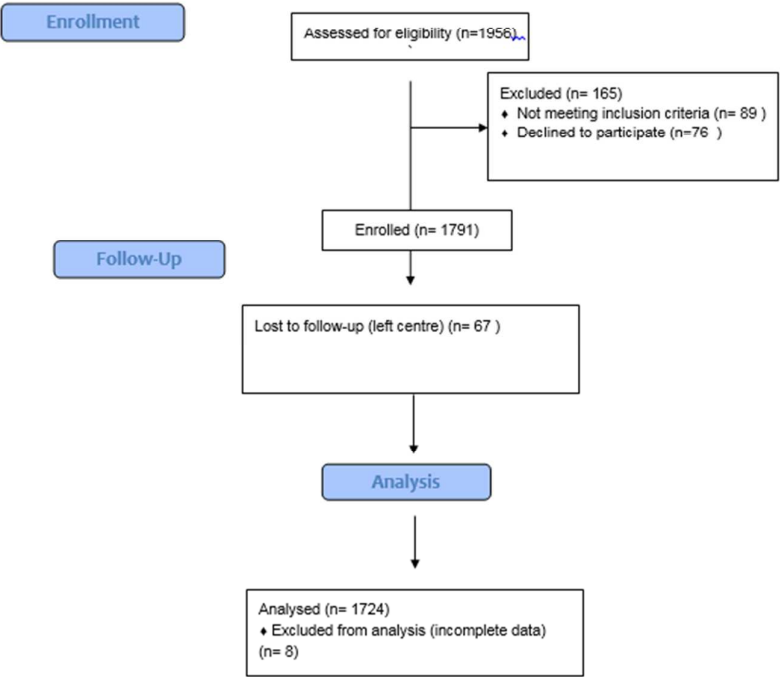 Enrollment
Assessed for eligibility (n=1956)
Excluded (n= 165)
♦ Not meeting inclusion criteria (n= 89 )
♦ Declined to participate (n=76 )
Enrolled (n= 1791)
Follow-Up
Lost to follow-up (left centre) (n= 67 )
Analysis
Analysed (n= 1724)
♦ Excluded from analysis (incomplete data)
(n= 8)